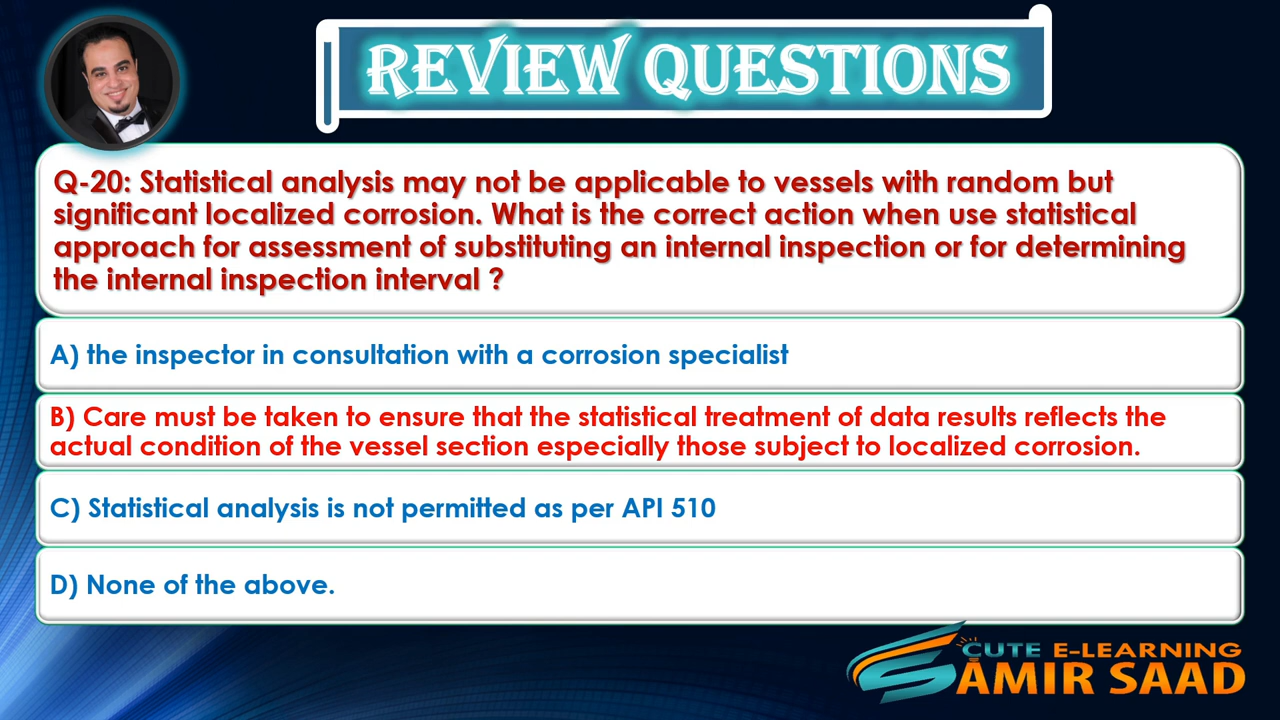 REVIEW QUESTIONS
Q-20: Statistical analysis may not be applicable to vessels with random but
significant localized corrosion. What is the correct action when use statistical
approach for assessment of substituting an internal inspection or for determining
the internal inspection interval ?
A) the inspector in consultation with a corrosion specialist
B) Care must be taken to ensure that the statistical treatment of data results reflects the
actual condition of the vessel section especially those subject to localized corrosion.
C) Statistical analysis is not permitted as per API 510
D) None of the above.
CUTE E-LEARNING
AMIR SAAD